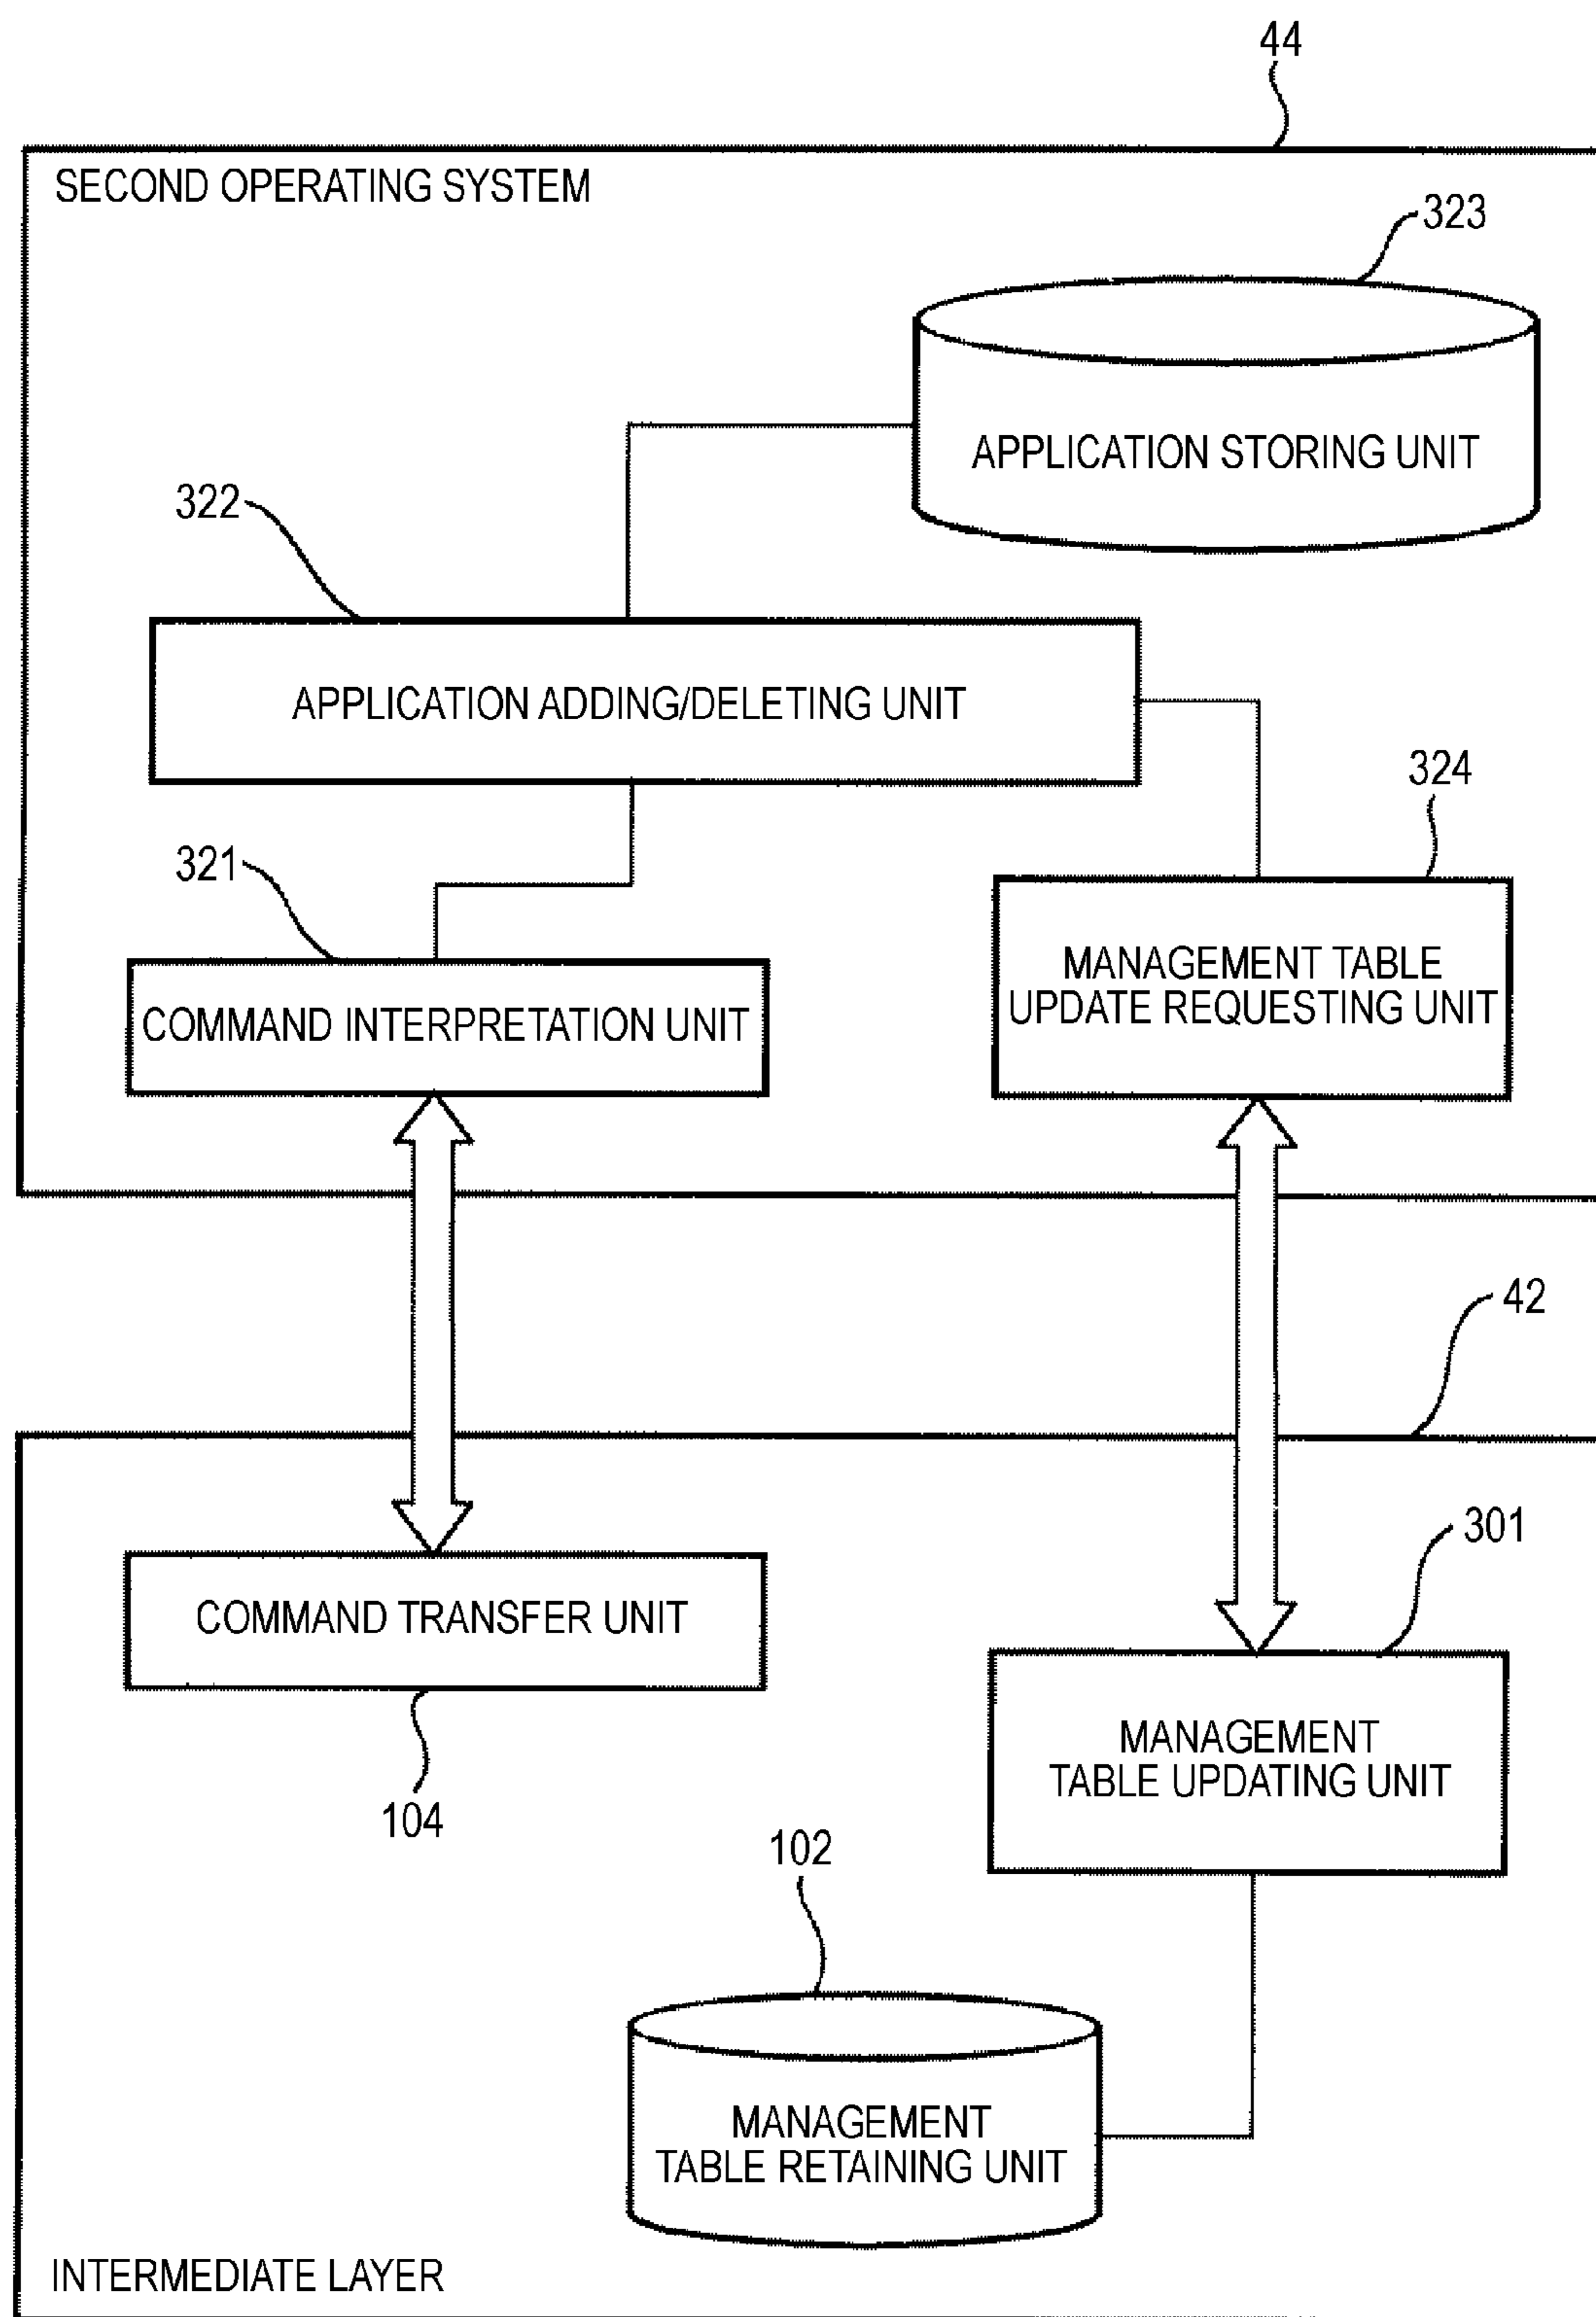 44
SECOND OPERATING SYSTEM
323
APPLICATION STORING UNIT
322
APPLICATION ADDING/DELETING UNIT
324
321
MANAGEMENT TABLE
UPDATE REQUESTING UNIT
COMMAND INTERPRETATION UNIT
42
301
COMMAND TRANSFER UNIT
MANAGEMENT
TABLE UPDATING UNIT
104
102
MANAGEMENT
TABLE RETAINING UNIT
INTERMEDIATE LAYER